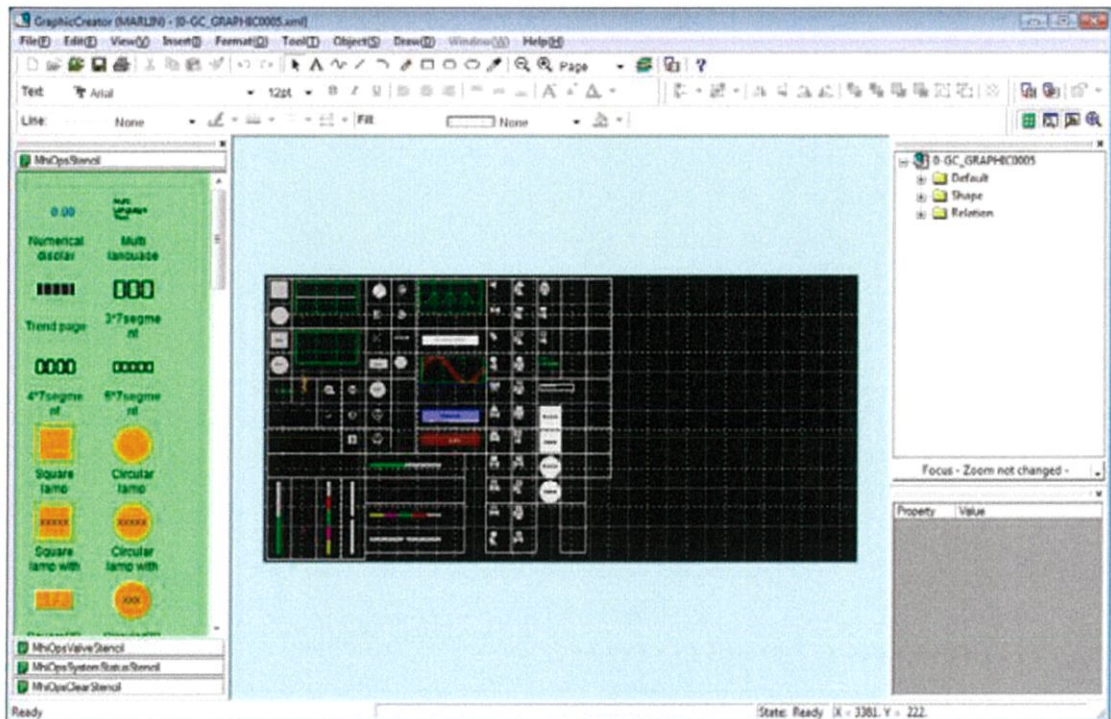 GraphicCreator (MARLIN) - [0-GC_GRAPHIC0005.xml]
File(F) Edit(E) View(V) Insert(I) Format(O) Tool(T) Object(S) Draw(D) Window(W) Help(H)
Page
Text: Arial 12pt B I U
Line: None Fill: None
MhiOpsStencil
0.00
Numerical display
Multi language
Trend page
3*7segment
4*7segment
5*7segment
Square lamp
Circular lamp
XXXXX XXXXX
Square lamp with
Circular lamp with
XXX
MhiOpsValveStencil
MhiOpsSystemStatusStencil
MhiOpsClearStencil
0-GC_GRAPHIC0005
Default
Shape
Relation
Focus - Zoom not changed -
Property Value
Ready
State: Ready X = 3381, Y = 222.